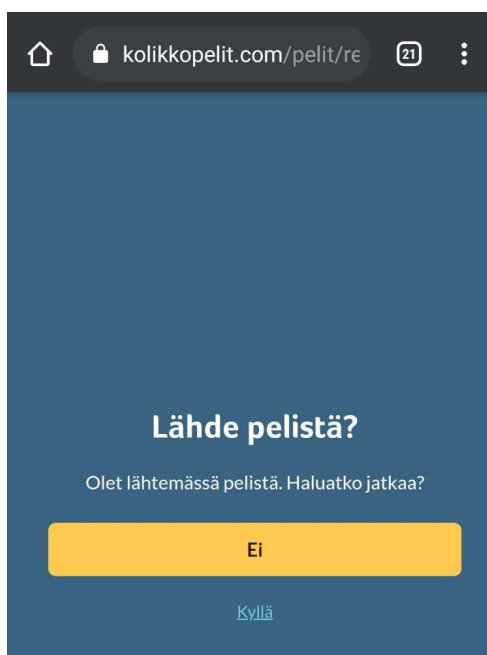 kolikkopelit.com/pelit/re
21
Lähde pelistä?
Olet lähtemässä pelistä. Haluatko jatkaa?
Ei
Kyllä